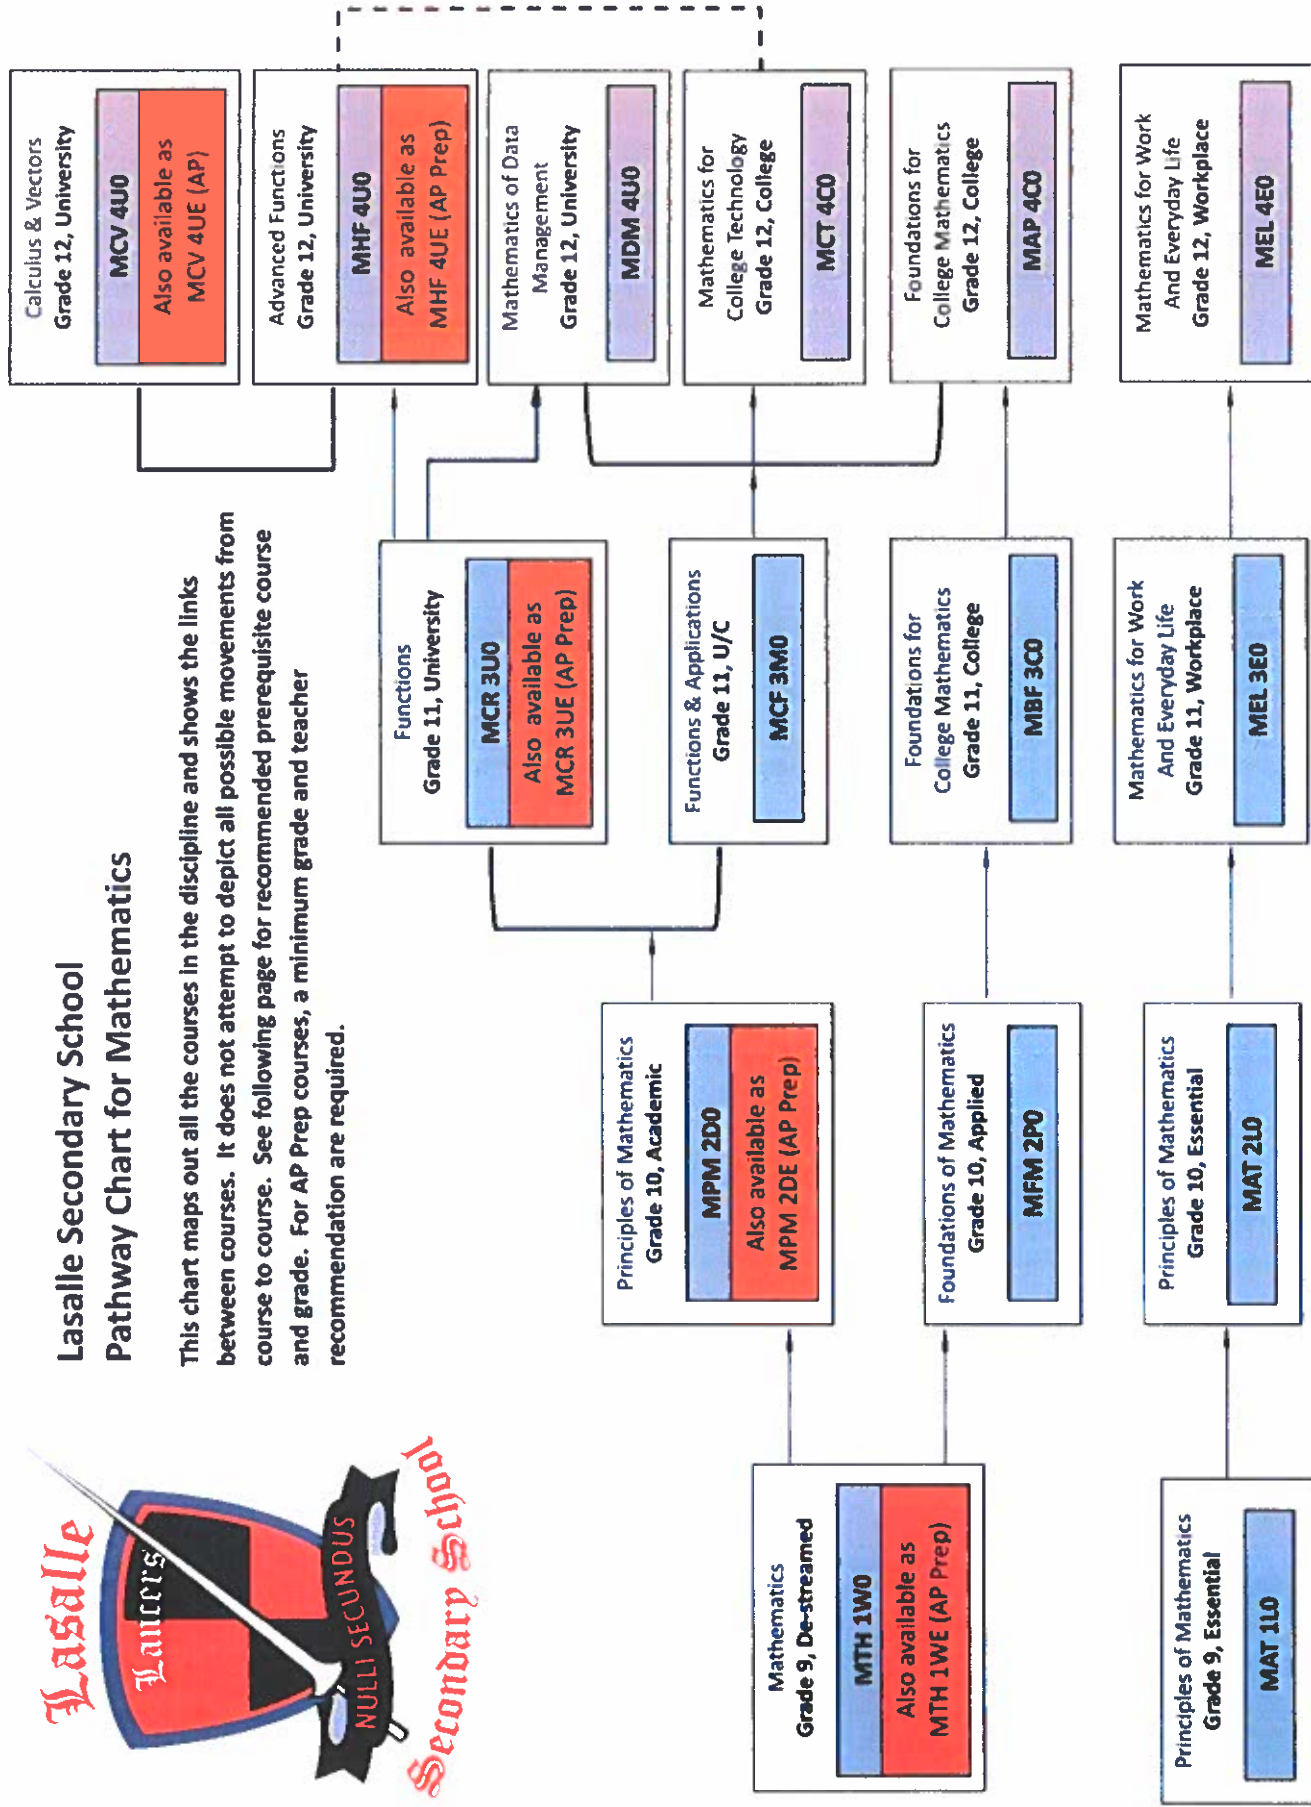 Lasalle
Lancers
NULLI SECUNDUS
Secondary School
Lasalle Secondary School
Pathway Chart for Mathematics
This chart maps out all the courses in the discipline and shows the links
between courses. It does not attempt to depict all possible movements from
course to course. See following page for recommended prerequisite course
and grade. For AP Prep courses, a minimum grade and teacher
recommendation are required.
Mathematics
Grade 9, De-streamed
MTH 1W0
Also available as
MTH 1WE (AP Prep)
Principles of Mathematics
Grade 9, Essential
MAT 1L0
Principles of Mathematics
Grade 10, Academic
MPM 2D0
Also available as
MPM 2DE (AP Prep)
Foundations of Mathematics
Grade 10, Applied
MFM 2P0
Principles of Mathematics
Grade 10, Essential
MAT 2L0
Functions
Grade 11, University
MCR 3U0
Also available as
MCR 3UE (AP Prep)
Functions & Applications
Grade 11, U/C
MCF 3M0
Foundations for
College Mathematics
Grade 11, College
MBF 3C0
Mathematics for Work
And Everyday Life
Grade 11, Workplace
MEL 3E0
Calculus & Vectors
Grade 12, University
MCV 4U0
Also available as
MCV 4UE (AP)
Advanced Functions
Grade 12, University
MHF 4U0
Also available as
MHF 4UE (AP Prep)
Mathematics of Data
Management
Grade 12, University
MDM 4U0
Mathematics for
College Technology
Grade 12, College
MCT 4C0
Foundations for
College Mathematics
Grade 12, College
MAP 4C0
Mathematics for Work
And Everyday Life
Grade 12, Workplace
MEL 4E0